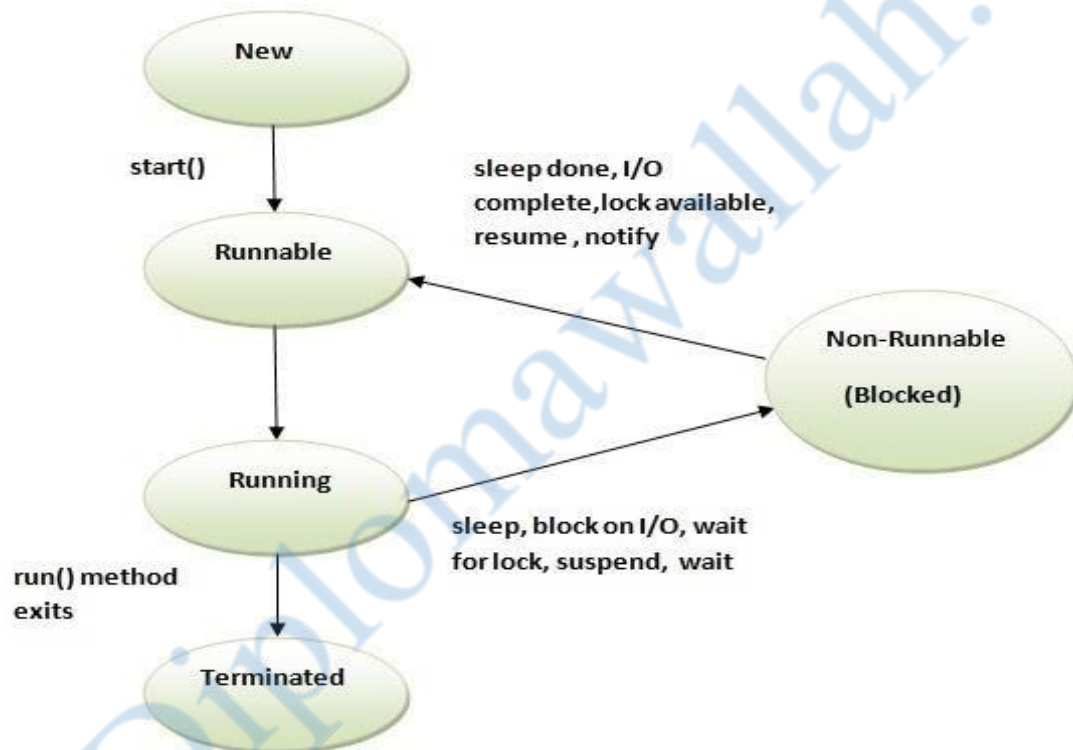 New
start()
sleep done, I/O
complete,lock available,
resume , notify
Runnable
Non-Runnable
(Blocked)
Running
sleep, block on I/O, wait
for lock, suspend, wait
run() method
exits
Terminated
Diplomawallah.